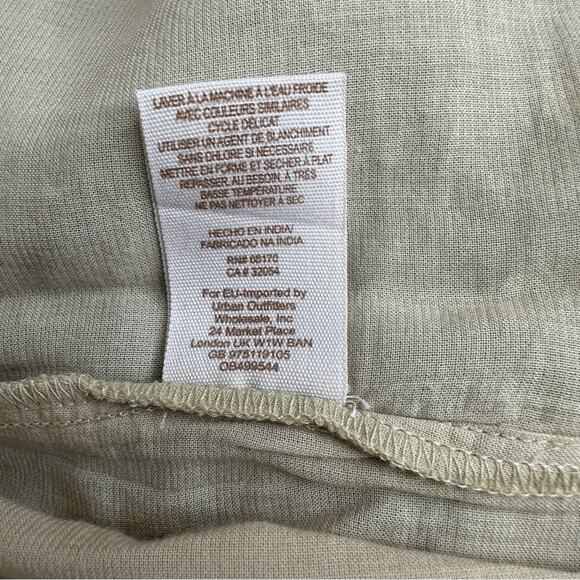 LAVER À LA MACHINE À L'EAU FROIDE
AVEC COULEURS SIMILAIRES
CYCLE DÉLICAT
UTILISER UN AGENT DE BLANCHIMENT
SANS CHLORE SI NÉCESSAIRE
METTRE EN FORME ET SÉCHER À PLAT
REPASSER, AU BESOIN, À TRÈS
BASSE TEMPÉRATURE
NE PAS NETTOYER À SEC
HECHO EN INDIA/
FABRICADO NA ÍNDIA
RN# 66170
CA # 32054
For EU-Imported by
Urban Outfitters
Wholesale, Inc
24 Market Place
London UK W1W 8AN
GB 975119105
OB499544